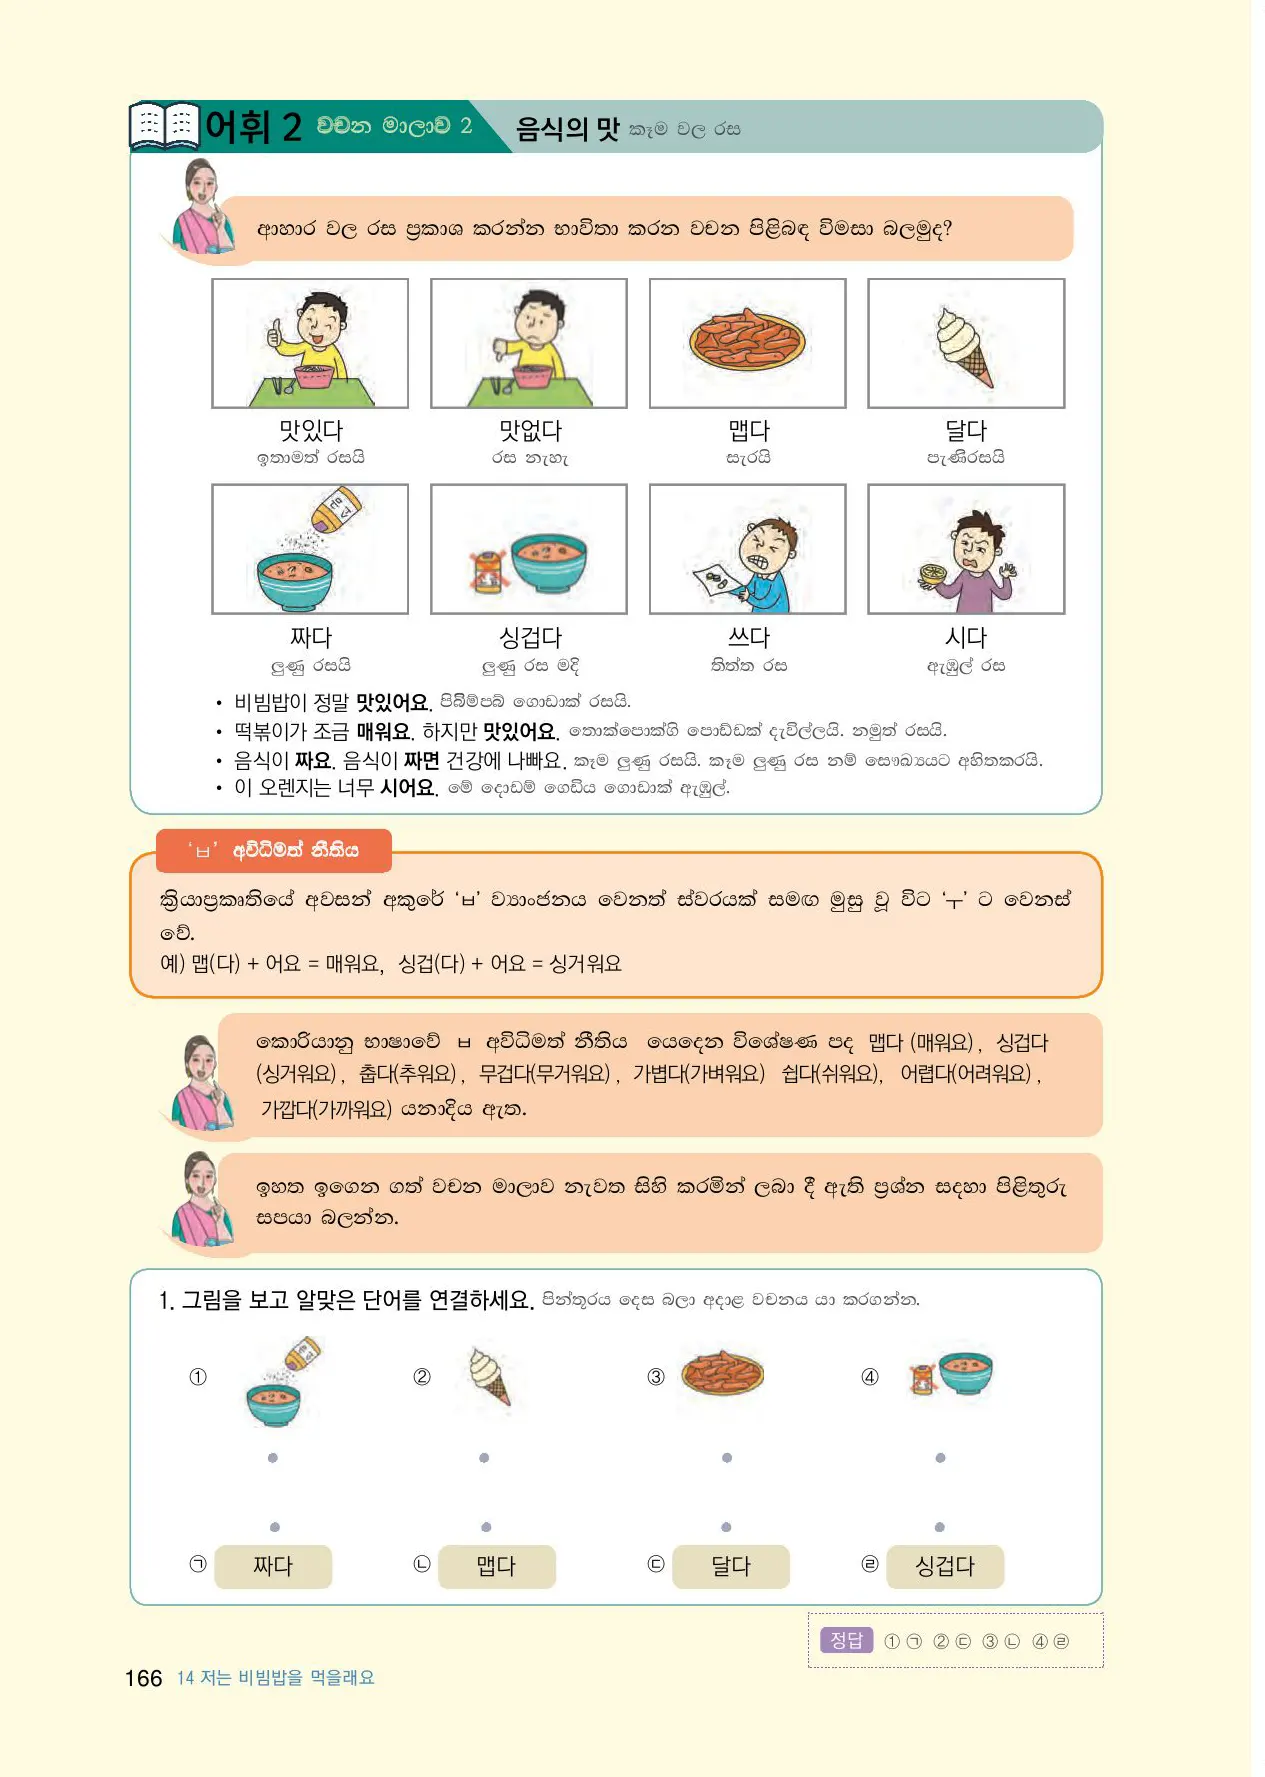 어휘 2 වචන මාලාව 2 음식의 맛 කෑම වල රස
ආහාර වල රස ප්‍රකාශ කරන්න භාවිතා කරන වචන පිළිබඳ විමසා බලමුද?
맛있다 맛없다 맵다 달다
ඉතාමත් රසයි රස නැහැ සැරයි පැණිරසයි
짜다 싱겁다 쓰다 시다
ලුණු රසයි ලුණු රස මදි තිත්ත රස ඇඹුල් රස
• 비빔밥이 정말 맛있어요. පිබිම්පබ් ගොඩාක් රසයි.
• 떡볶이가 조금 매워요. 하지만 맛있어요. තොක්පොක්ගි පොඩ්ඩක් දැවිල්ලයි. නමුත් රසයි.
• 음식이 짜요. 음식이 짜면 건강에 나빠요. කෑම ලුණු රසයි. කෑම ලුණු රස නම් සෞඛ්‍යයට අහිතකරයි.
• 이 오렌지는 너무 시어요. මේ දොඩම් ගෙඩිය ගොඩාක් ඇඹුල්.
‘ㅂ’ අවිධිමත් නීතිය
ක්‍රියාප්‍රකෘතියේ අවසන් අකුරේ ‘ㅂ’ ව්‍යාංජනය වෙනත් ස්වරයක් සමඟ මුසු වූ විට ‘ㅜ’ ට වෙනස්
වේ.
예) 맵(다) + 어요 = 매워요, 싱겁(다) + 어요 = 싱거워요
කොරියානු භාෂාවේ ㅂ අවිධිමත් නීතිය යෙදෙන විශේෂණ පද 맵다 (매워요) , 싱겁다
(싱거워요) , 춥다(추워요) , 무겁다(무거워요) , 가볍다(가벼워요) 쉽다(쉬워요), 어렵다(어려워요) ,
가깝다(가까워요) යනාදිය ඇත.
ඉහත ඉගෙන ගත් වචන මාලාව නැවත සිහි කරමින් ලබා දී ඇති ප්‍රශ්න සඳහා පිළිතුරු
සපයා බලන්න.
1. 그림을 보고 알맞은 단어를 연결하세요. පින්තූරය දෙස බලා අදාළ වචනය යා කරගන්න.
① ② ③ ④
㉠ 짜다 ㉡ 맵다 ㉢ 달다 ㉣ 싱겁다
정답 ① ㉠ ② ㉢ ③ ㉡ ④ ㉣
166 14 저는 비빔밥을 먹을래요